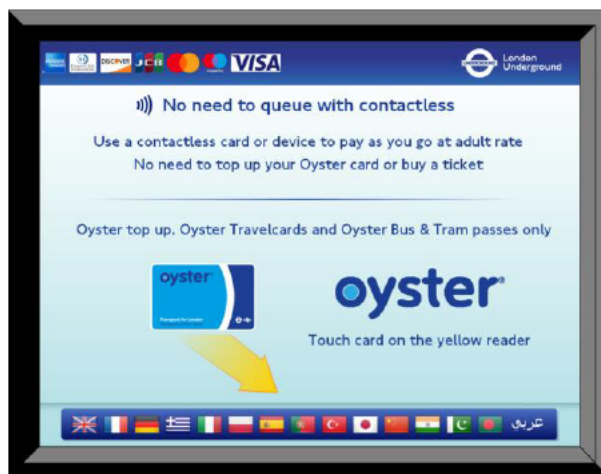 DISCOVER JCB VISA
London
Underground
No need to queue with contactless
Use a contactless card or device to pay as you go at adult rate
No need to top up your Oyster card or buy a ticket
Oyster top up, Oyster Travelcards and Oyster Bus & Tram passes only
oyster
oyster®
Touch card on the yellow reader
عربي